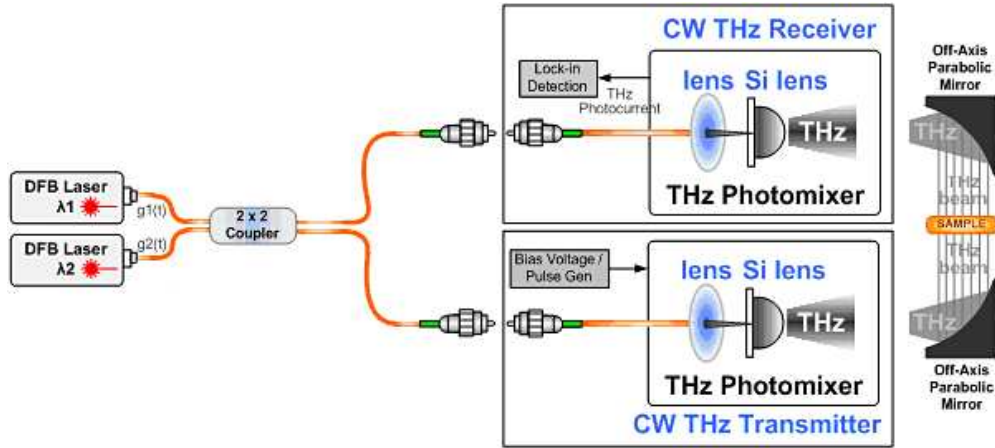 CW THz Receiver
Off-Axis
Parabolic
Mirror
Lock-in
Detection
THz
Photocurrent
lens Si lens
THz
THz
THz Photomixer
DFB Laser
λ1
g1(t)
2 x 2
Coupler
DFB Laser
λ2
g2(t)
THz
beam
SAMPLE
THz
beam
Bias Voltage /
Pulse Gen
lens Si lens
THz
THz
THz Photomixer
CW THz Transmitter
Off-Axis
Parabolic
Mirror